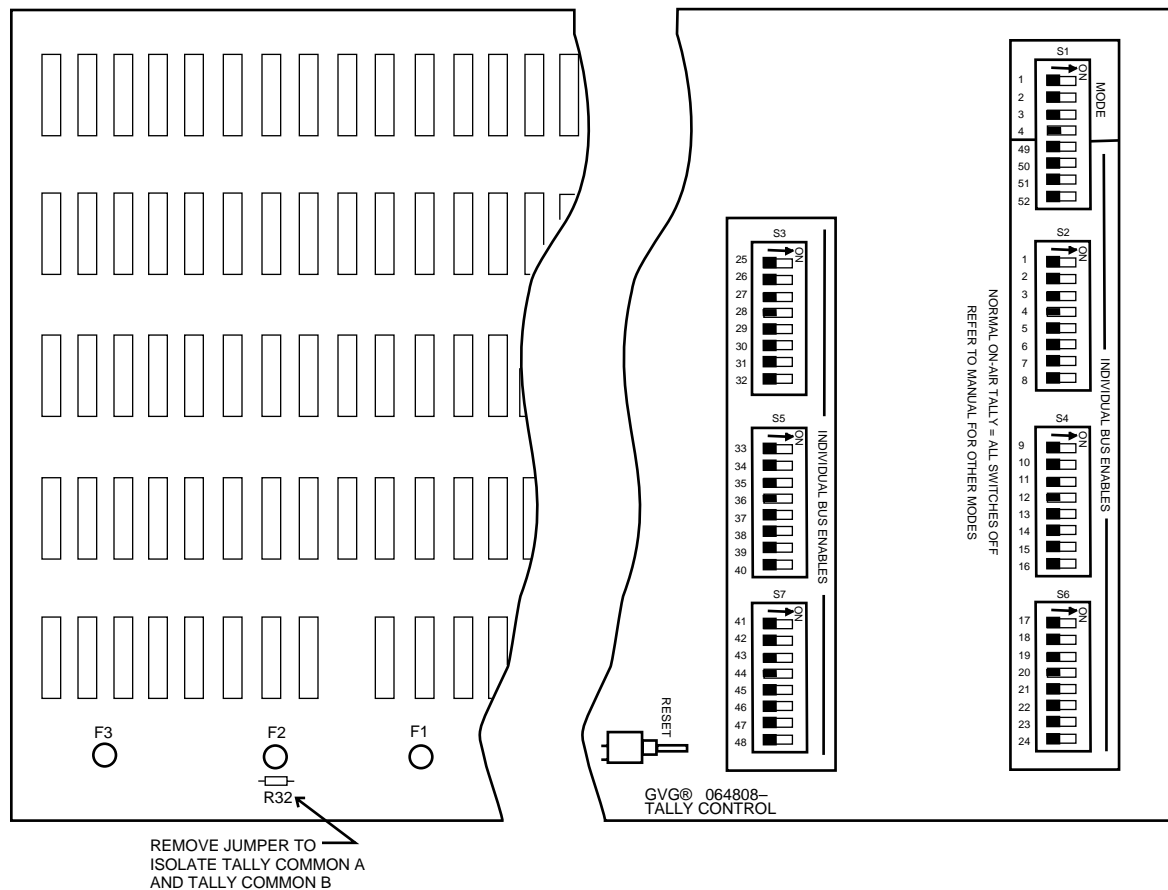 S1
ON
1
2
3
4
49
50
51
52
MODE
S2
ON
1
2
3
4
5
6
7
8
S4
ON
9
10
11
12
13
14
15
16
S6
ON
17
18
19
20
21
22
23
24
INDIVIDUAL BUS ENABLES
NORMAL ON-AIR TALLY = ALL SWITCHES OFF
REFER TO MANUAL FOR OTHER MODES
S3
ON
25
26
27
28
29
30
31
32
S5
ON
33
34
35
36
37
38
39
40
S7
ON
41
42
43
44
45
46
47
48
INDIVIDUAL BUS ENABLES
RESET
GVG® 064808–
TALLY CONTROL
F3
F2
F1
R32
REMOVE JUMPER TO
ISOLATE TALLY COMMON A
AND TALLY COMMON B